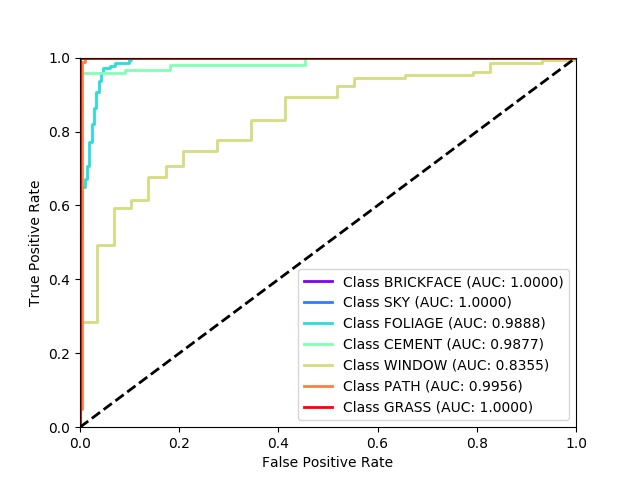 1.0
0.8
0.6
0.4
0.2
0.0
True Positive Rate
Class BRICKFACE (AUC: 1.0000)
Class SKY (AUC: 1.0000)
Class FOLIAGE (AUC: 0.9888)
Class CEMENT (AUC: 0.9877)
Class WINDOW (AUC: 0.8355)
Class PATH (AUC: 0.9956)
Class GRASS (AUC: 1.0000)
0.0 0.2 0.4 0.6 0.8 1.0
False Positive Rate